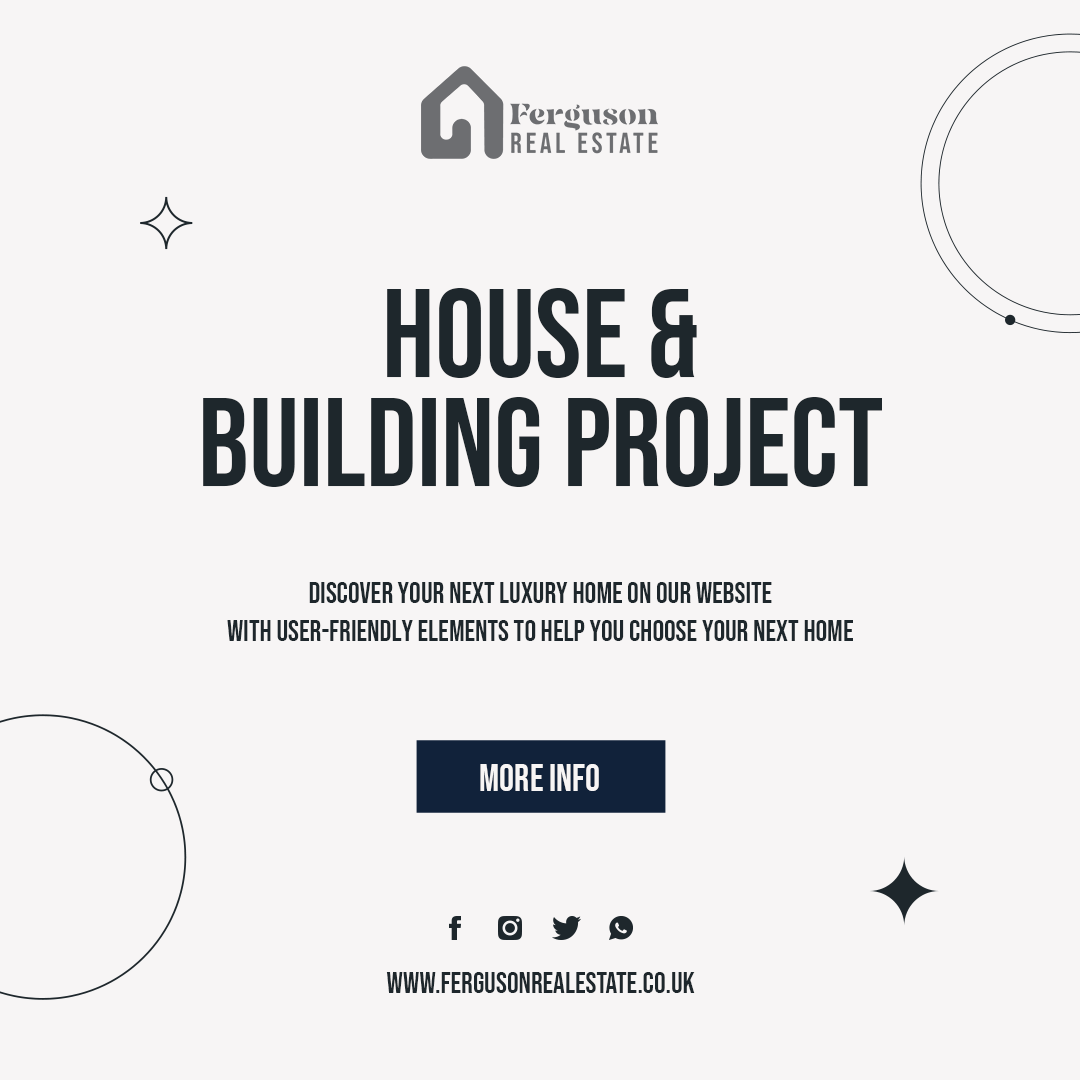 Ferguson
REAL ESTATE
HOUSE &
BUILDING PROJECT
DISCOVER YOUR NEXT LUXURY HOME ON OUR WEBSITE
WITH USER-FRIENDLY ELEMENTS TO HELP YOU CHOOSE YOUR NEXT HOME
MORE INFO
WWW.FERGUSONREALESTATE.CO.UK